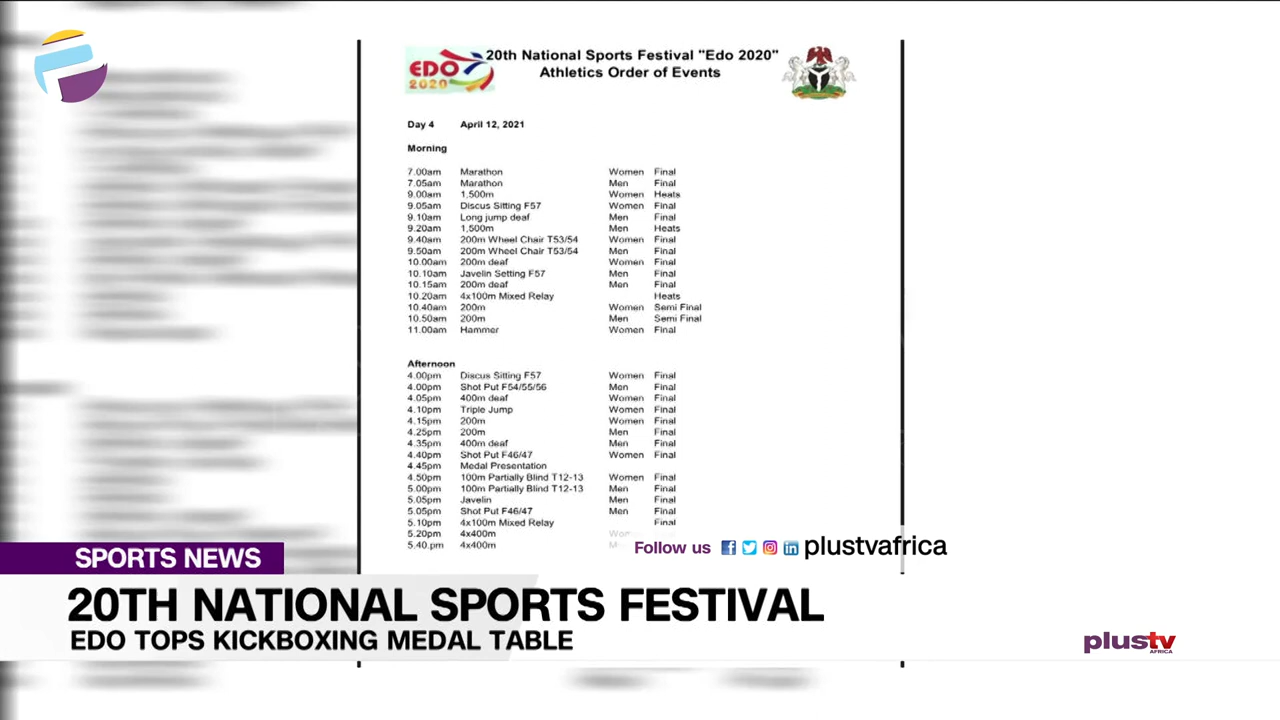 EDO
2020
20th National Sports Festival "Edo 2020"
Athletics Order of Events
Day 4 April 12, 2021
Morning
7.00am Marathon Women Final
7.05am Marathon Men Final
9.00am 1,500m Women Heats
9.05am Discus Sitting F57 Women Final
9.10am Long jump deaf Men Final
9.20am 1,500m Men Heats
9.40am 200m Wheel Chair T53/54 Women Final
9.50am 200m Wheel Chair T53/54 Men Final
10.00am 200m deaf Women Final
10.10am Javelin Setting F57 Men Final
10.15am 200m deaf Men Final
10.20am 4x100m Mixed Relay Heats
10.40am 200m Women Semi Final
10.50am 200m Men Semi Final
11.00am Hammer Women Final
Afternoon
4.00pm Discus Sitting F57 Women Final
4.00pm Shot Put F54/55/56 Men Final
4.05pm 400m deaf Women Final
4.10pm Triple Jump Women Final
4.15pm 200m Women Final
4.25pm 200m Men Final
4.35pm 400m deaf Men Final
4.40pm Shot Put F46/47 Women Final
4.45pm Medal Presentation
4.50pm 100m Partially Blind T12-13 Women Final
5.00pm 100m Partially Blind T12-13 Men Final
5.05pm Javelin Men Final
5.05pm Shot Put F46/47 Men Final
5.10pm 4x100m Mixed Relay Final
5.20pm 4x400m
5.40.pm 4x400m
Follow us plustvafrica
SPORTS NEWS
20TH NATIONAL SPORTS FESTIVAL
EDO TOPS KICKBOXING MEDAL TABLE
plustv
AFRICA